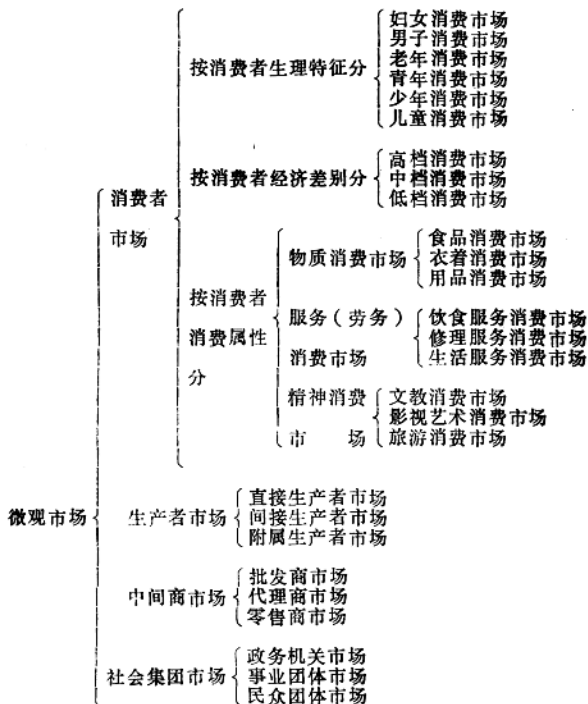 妇女消费市场
男子消费市场
老年消费市场
按消费者生理特征分
青年消费市场
少年消费市场
儿童消费市场
高档消费市场
按消费者经济差别分
中档消费市场
低档消费市场
消费者
市场
食品消费市场
物质消费市场
衣着消费市场
用品消费市场
按消费者
消费属性
分
服务(劳务)
消费市场
饮食服务消费市场
修理服务消费市场
生活服务消费市场
精神消费
市 场
文教消费市场
影视艺术消费市场
旅游消费市场
微观市场
生产者市场
直接生产者市场
间接生产者市场
附属生产者市场
中间商市场
批发商市场
代理商市场
零售商市场
社会集团市场
政务机关市场
事业团体市场
民众团体市场